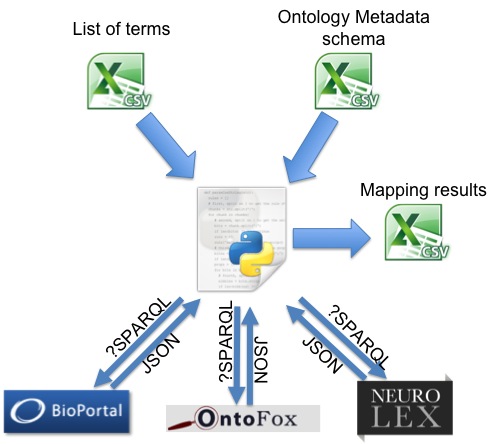 List of terms
Ontology Metadata
schema
CSV
CSV
Mapping results
CSV
?SPARQL
JSON
?SPARQL
JSON
?SPARQL
JSON
BioPortal
OntoFox
NEURO
LEX